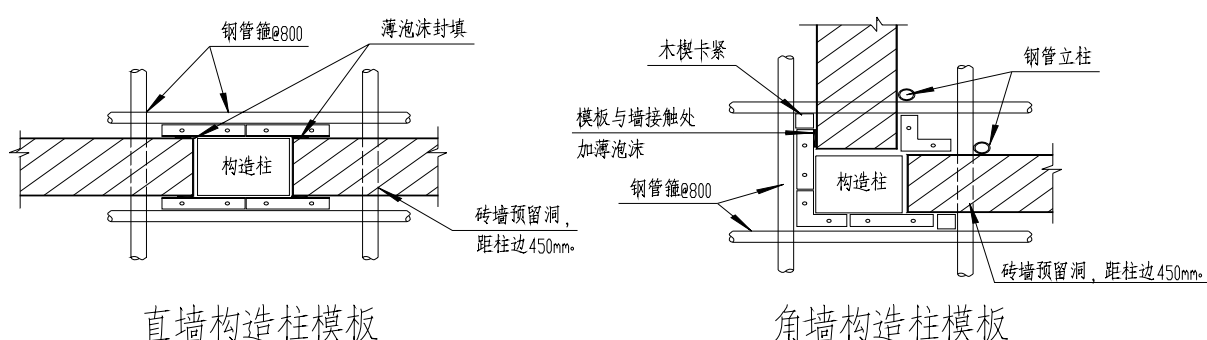 钢管箍@800
薄泡沫封填
构造柱
砖墙预留洞，
距柱边450mm。
直墙构造柱模板
木楔卡紧
钢管立柱
模板与墙接触处
加薄泡沫
钢管箍@800
构造柱
砖墙预留洞，距柱边450mm。
角墙构造柱模板